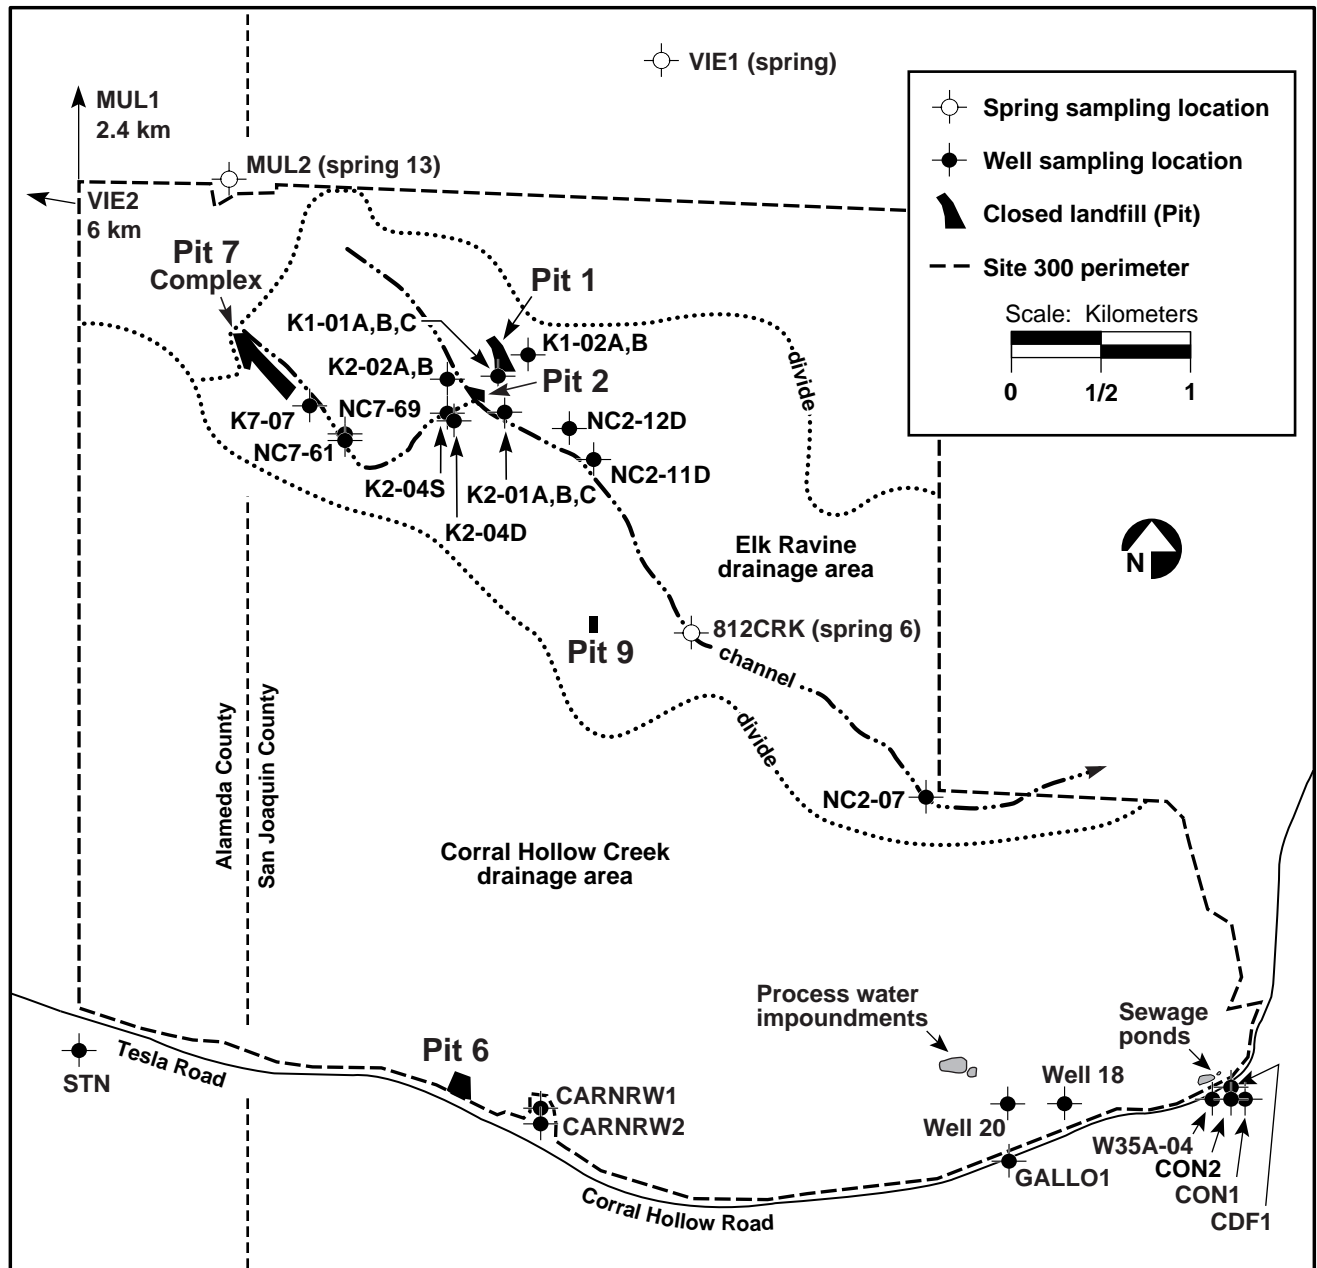 VIE1 (spring)
MUL1
2.4 km
MUL2 (spring 13)
VIE2
6 km
Spring sampling location
Well sampling location
Closed landfill (Pit)
Site 300 perimeter
Scale: Kilometers
0 1/2 1
Pit 7
Complex
Pit 1
K1-01A,B,C
K1-02A,B
K2-02A,B
Pit 2
divide
K7-07
NC7-69
NC2-12D
NC7-61
NC2-11D
K2-04S
K2-01A,B,C
K2-04D
Elk Ravine
drainage area
N
812CRK (spring 6)
Pit 9
channel
divide
Alameda County
San Joaquin County
NC2-07
Corral Hollow Creek
drainage area
Process water
impoundments
Sewage
ponds
Pit 6
Tesla Road
STN
CARNRW1
CARNRW2
Well 18
Well 20
W35A-04
GALLO1
CON2
CON1
CDF1
Corral Hollow Road